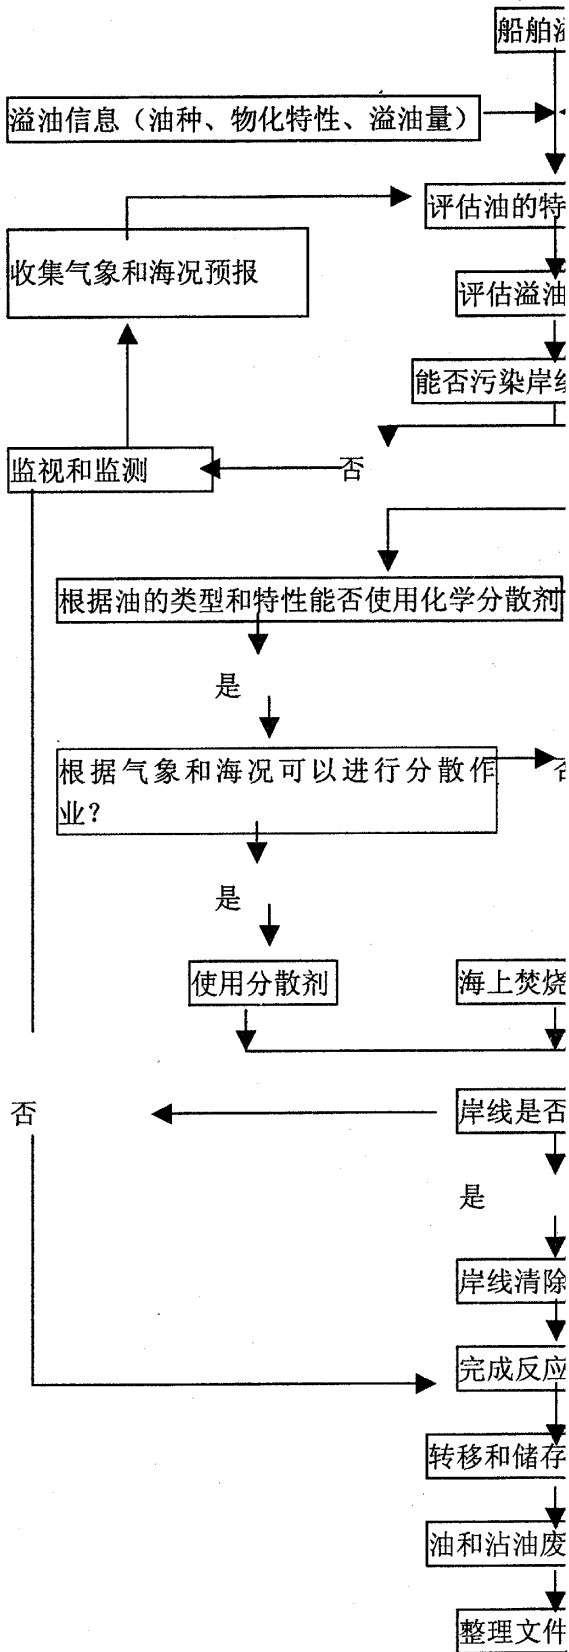 船舶溢
溢油信息（油种、物化特性、溢油量）
评估油的特
收集气象和海况预报
评估溢油
能否污染岸线
监视和监测
否
根据油的类型和特性能否使用化学分散剂
是
根据气象和海况可以进行分散作
业?
否
是
使用分散剂
海上焚烧
否
岸线是否
是
岸线清除
完成反应
转移和储存
油和沾油废
整理文件